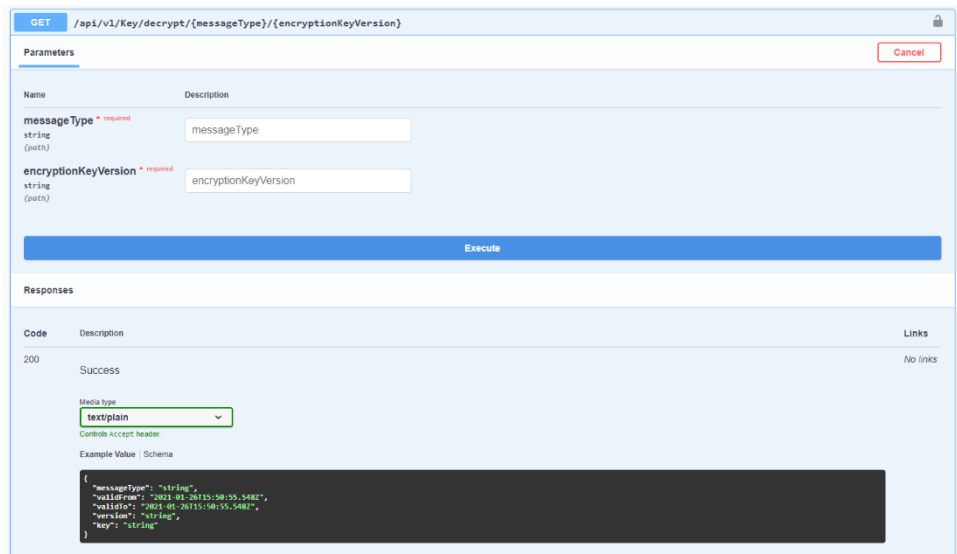 GET /api/v1/Key/decrypt/{messageType}/{encryptionKeyVersion}
Parameters
Cancel
Name Description
messageType * required
string
(path)
messageType
encryptionKeyVersion * required
string
(path)
encryptionKeyVersion
Execute
Responses
Code Description Links
200
Success
No links
Media type
text/plain
Controls Accept header.
Example Value | Schema
{
"messageType": "string",
"validFrom": "2021-01-26T15:50:55.548Z",
"validTo": "2021-01-26T15:50:55.548Z",
"version": "string",
"key": "string"
}